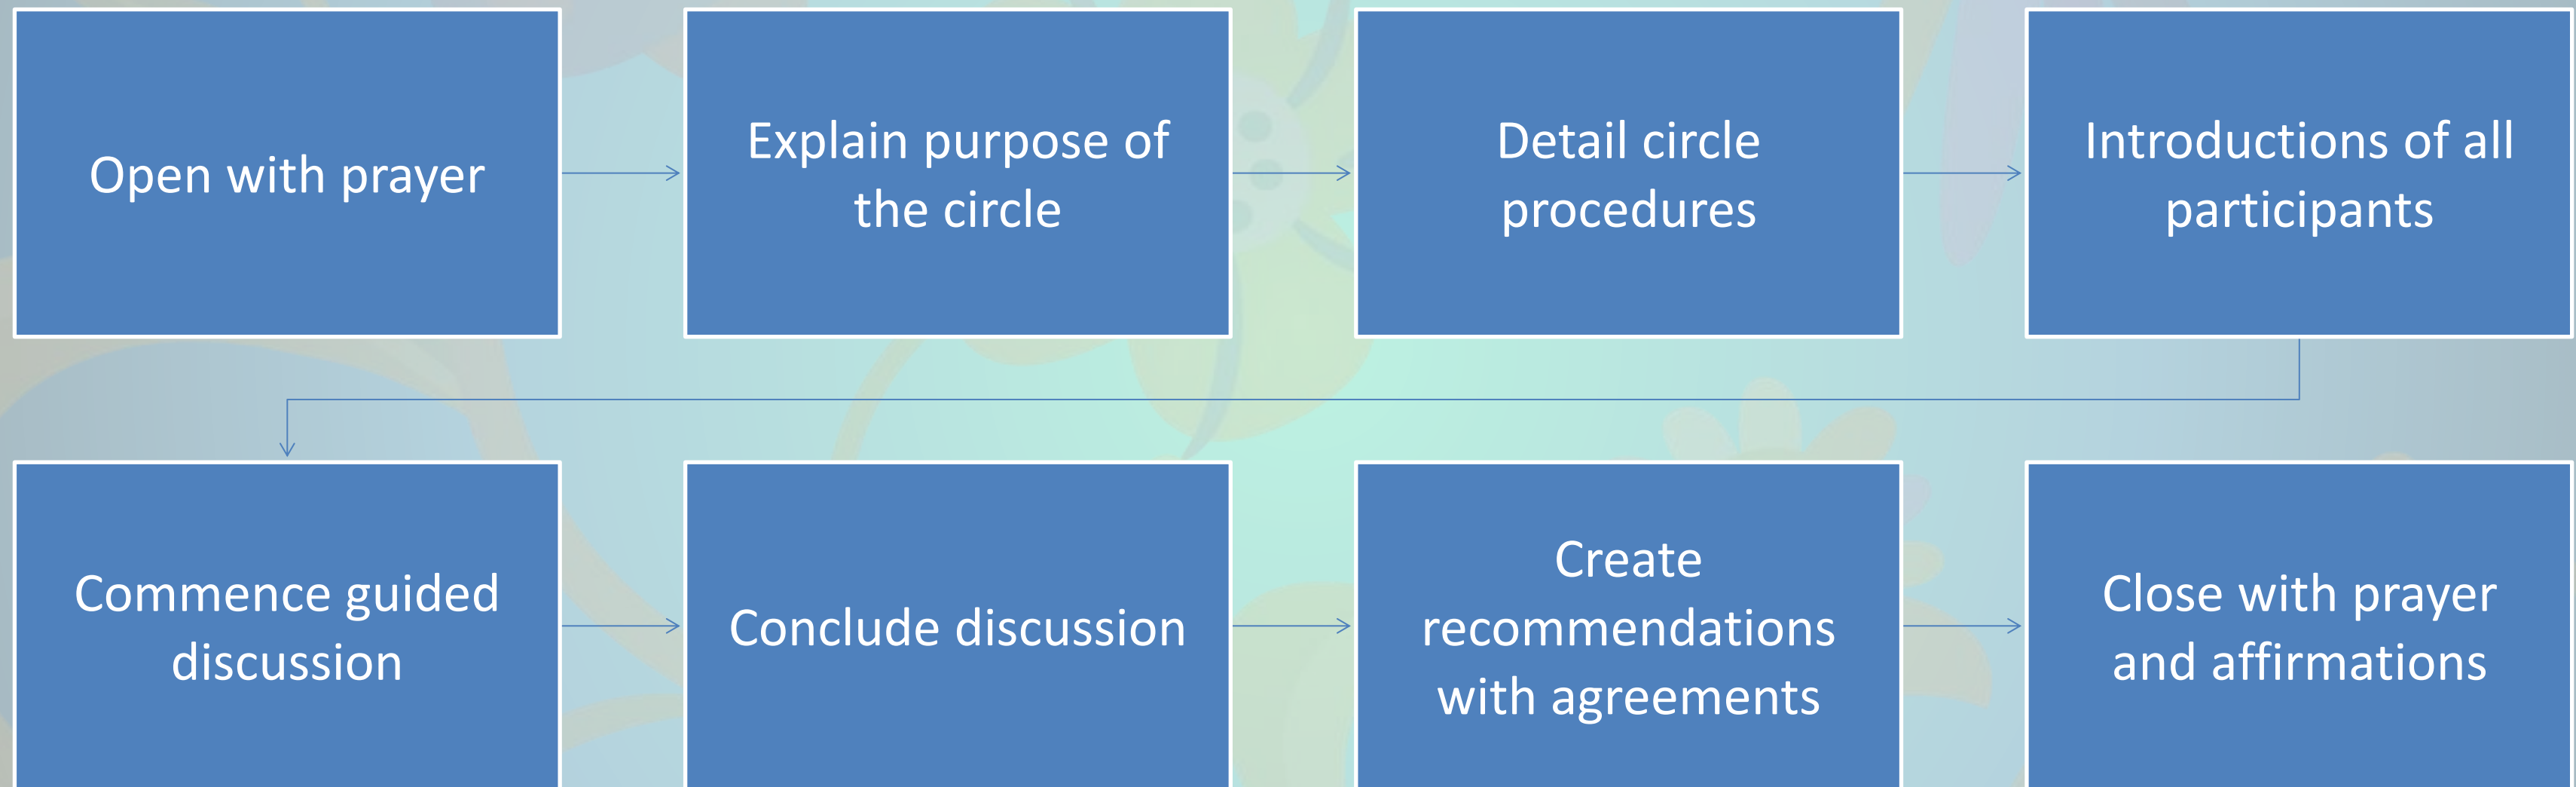 Open with prayer
Explain purpose of
the circle
Detail circle
procedures
Introductions of all
participants
Commence guided
discussion
Conclude discussion
Create
recommendations
with agreements
Close with prayer
and affirmations